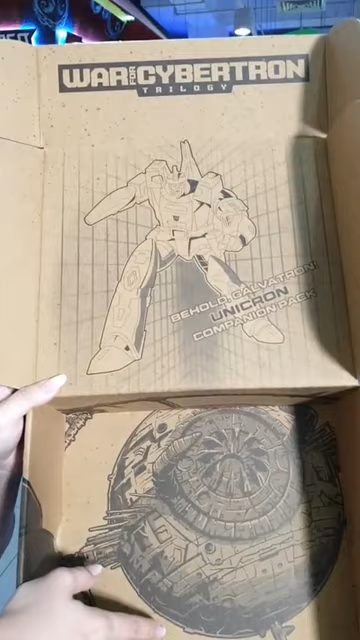 WAR FOR CYBERTRON
TRILOGY
BEHOLD, GALVATRON!
UNICRON
COMPANION PACK